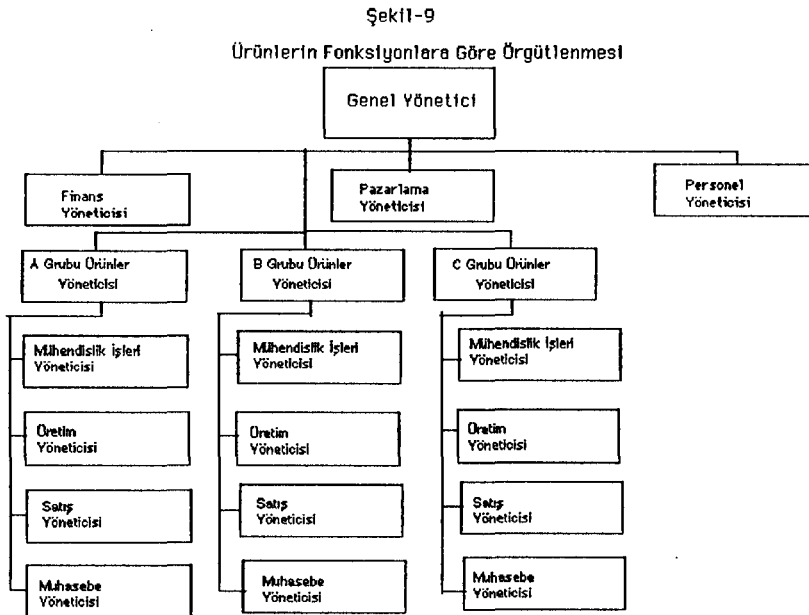 Şekil-9
Ürünlerin Fonksiyonlara Göre Örgütlenmesi
Genel Yönetici
Finans
Yöneticisi
Pazarlama
Yöneticisi
Personel
Yöneticisi
A Grubu Ürünler
Yöneticisi
B Grubu Ürünler
Yöneticisi
C Grubu Ürünler
Yöneticisi
Mühendislik İşleri
Yöneticisi
Mühendislik İşleri
Yöneticisi
Mühendislik İşleri
Yöneticisi
Üretim
Yöneticisi
Üretim
Yöneticisi
Üretim
Yöneticisi
Satış
Yöneticisi
Satış
Yöneticisi
Satış
Yöneticisi
Muhasebe
Yöneticisi
Muhasebe
Yöneticisi
Muhasebe
Yöneticisi